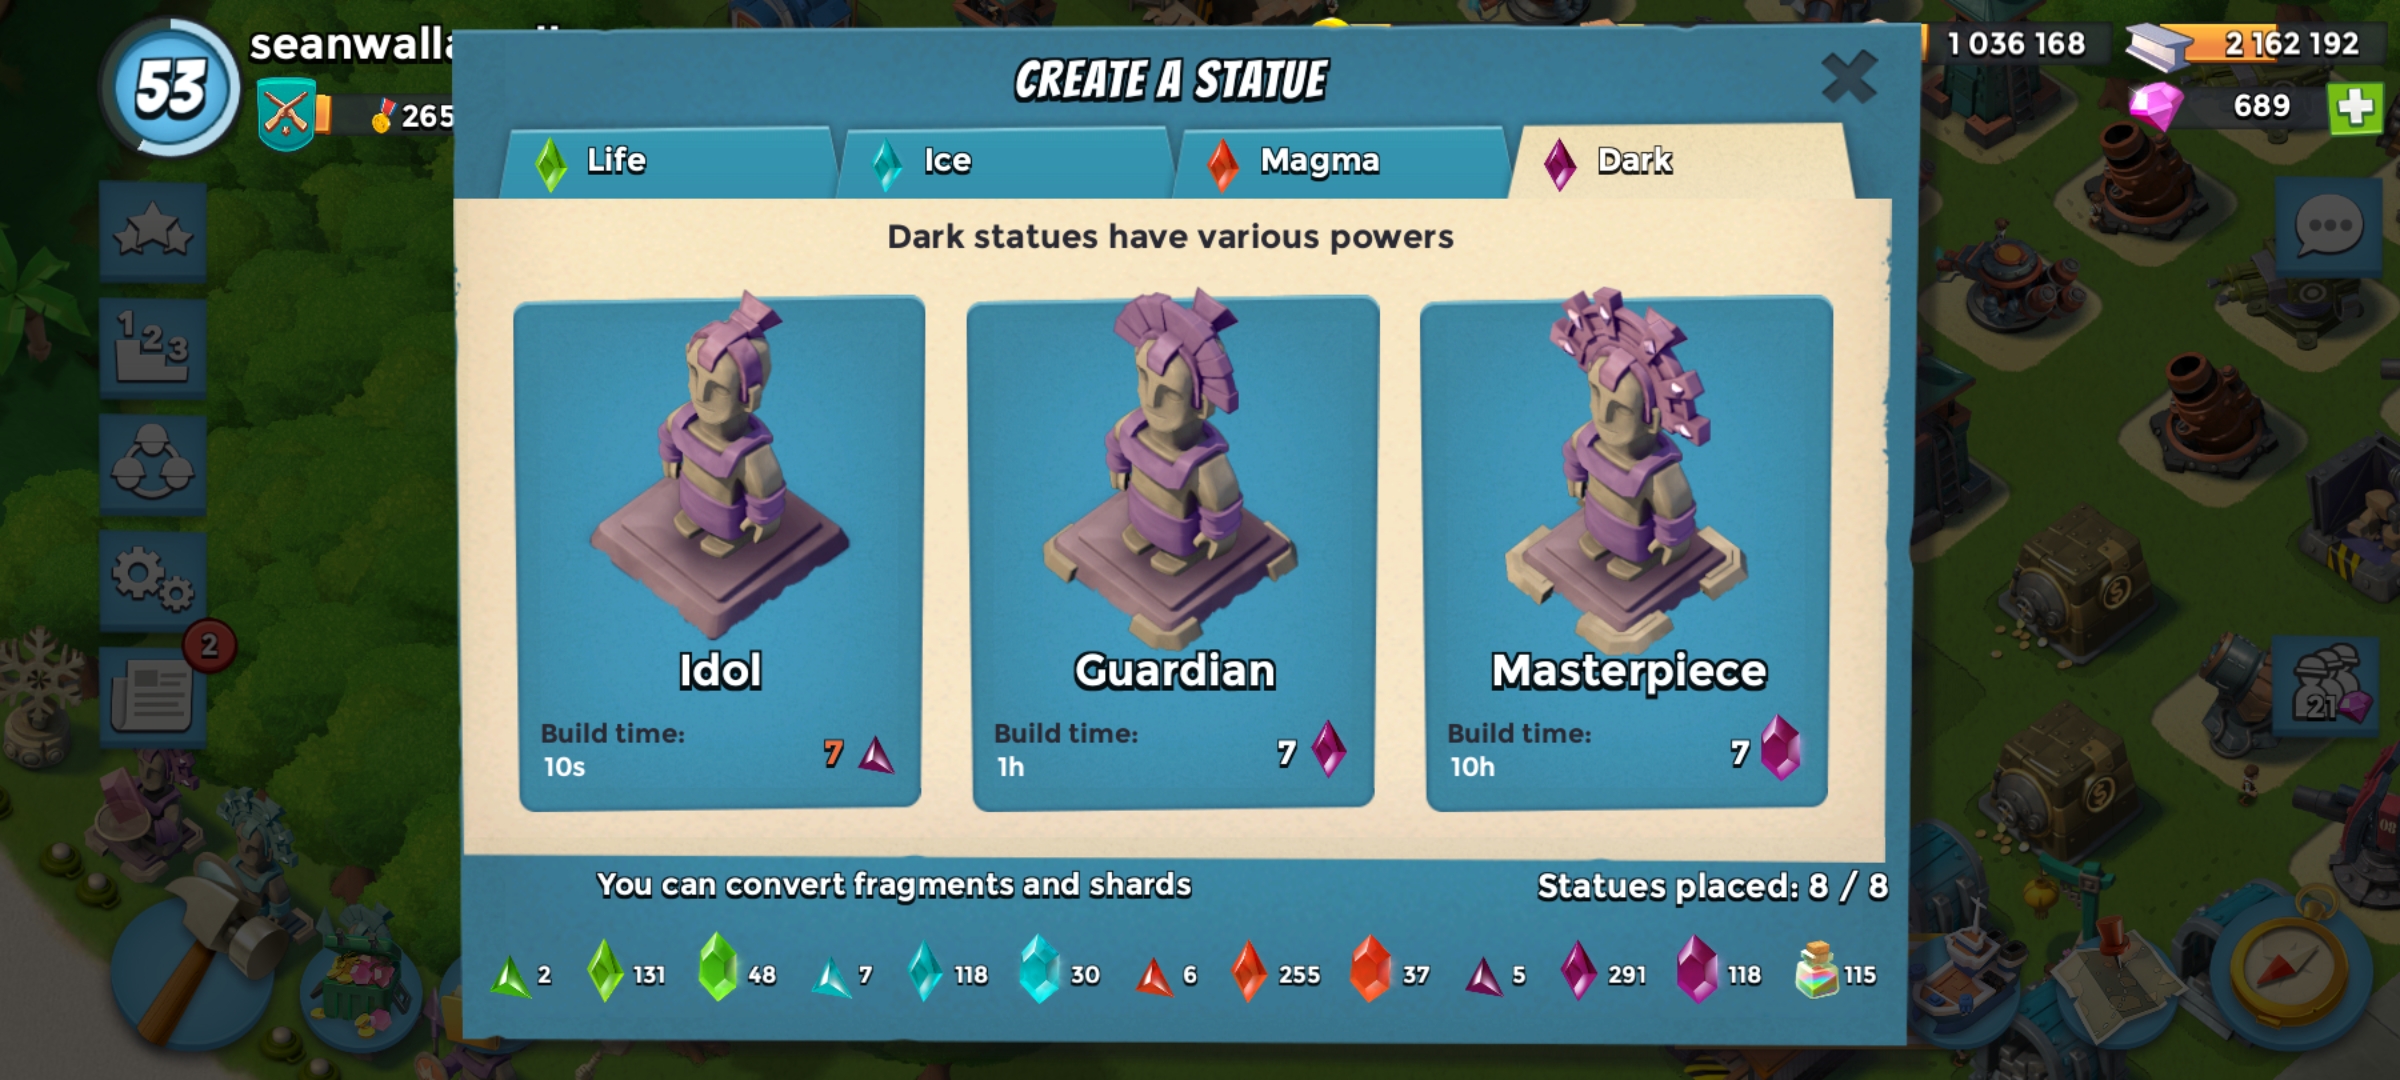 53
265
1 036 168
2 162 192
689
CREATE A STATUE
Life
Ice
Magma
Dark
Dark statues have various powers
1 2 3
2
Idol
Build time:
10s
7
Guardian
Build time:
1h
7
Masterpiece
Build time:
10h
7
21
You can convert fragments and shards
Statues placed: 8 / 8
2 131 48 7 118 30 6 255 37 5 291 118 115